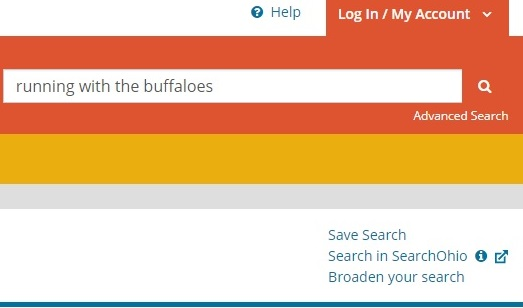 Help
Log In / My Account
running with the buffaloes
Advanced Search
Save Search
Search in SearchOhio
Broaden your search